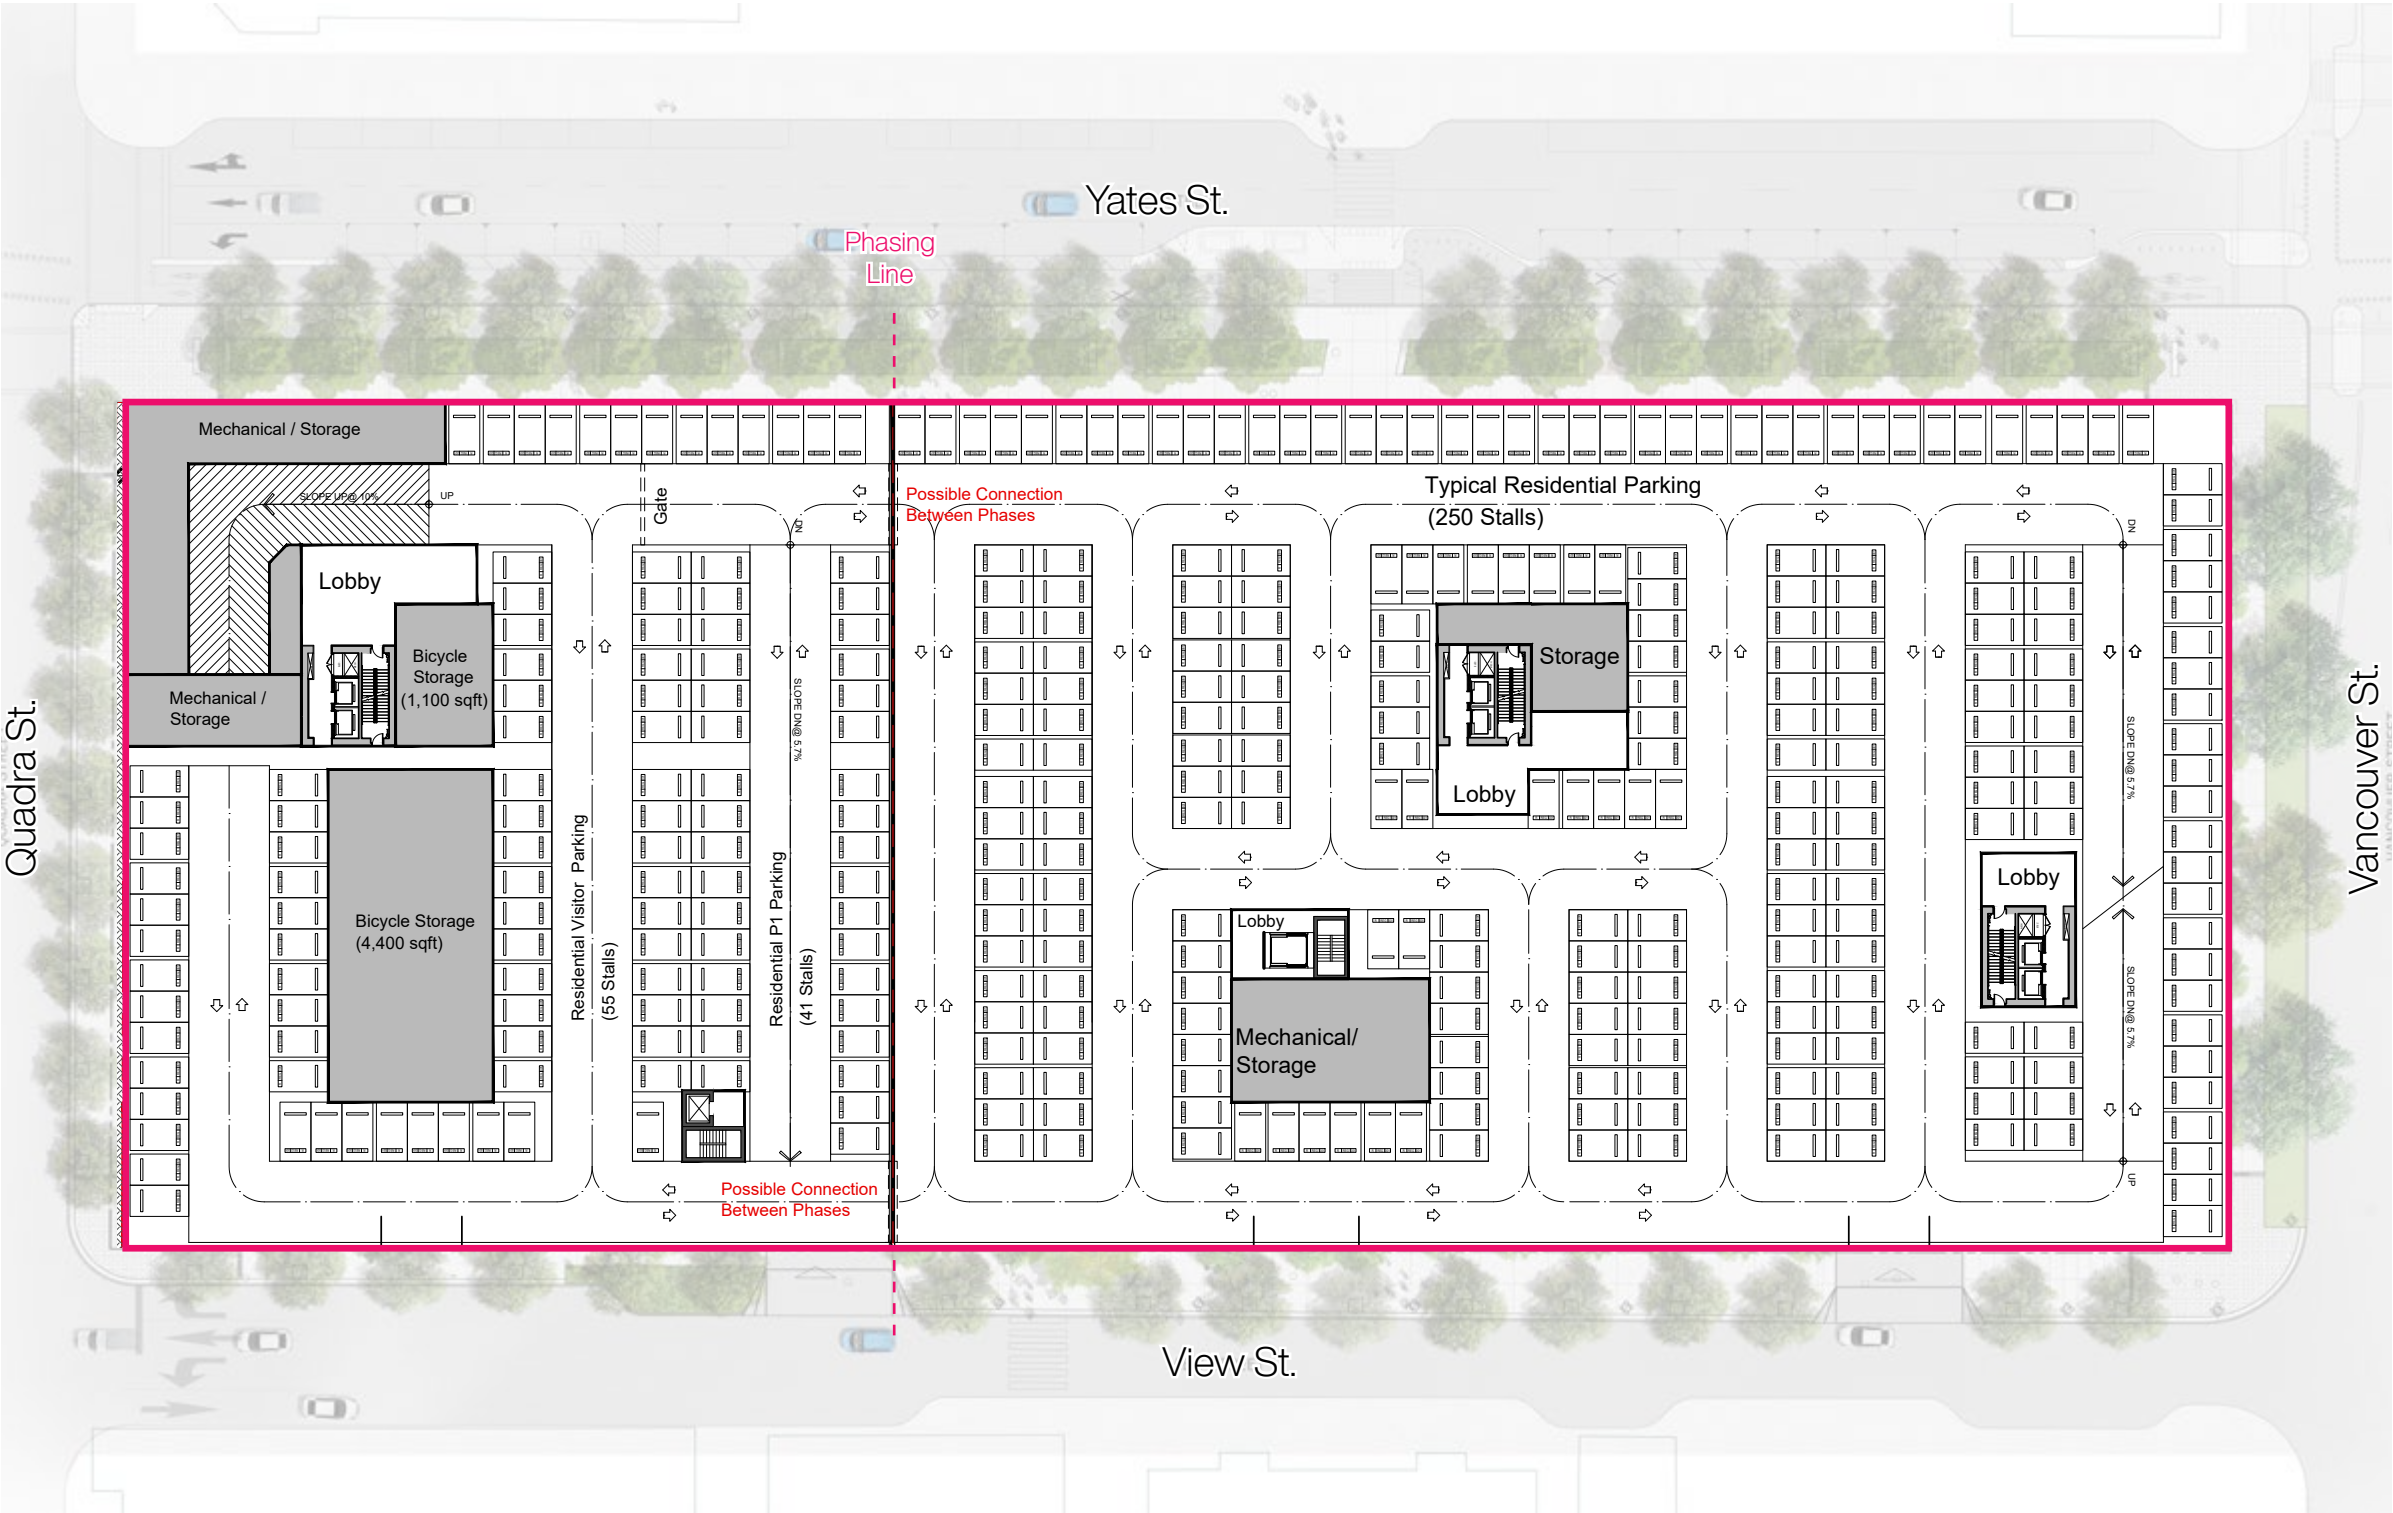 Yates St.
Phasing
Line
Mechanical / Storage
SLOPE UP@ 10%
UP
Gate
DN
Possible Connection
Between Phases
Typical Residential Parking
(250 Stalls)
DN
Lobby
Bicycle
Storage
(1,100 sqft)
Mechanical /
Storage
SLOPE DN@ 5.7%
Storage
Lobby
SLOPE DN@ 5.7%
Quadra St.
Vancouver St.
VANCOUVER STREET
Bicycle Storage
(4,400 sqft)
Residential Visitor Parking
(55 Stalls)
Residential P1 Parking
(41 Stalls)
Lobby
Mechanical/
Storage
Lobby
SLOPE DN@ 5.7%
UP
Possible Connection
Between Phases
View St.